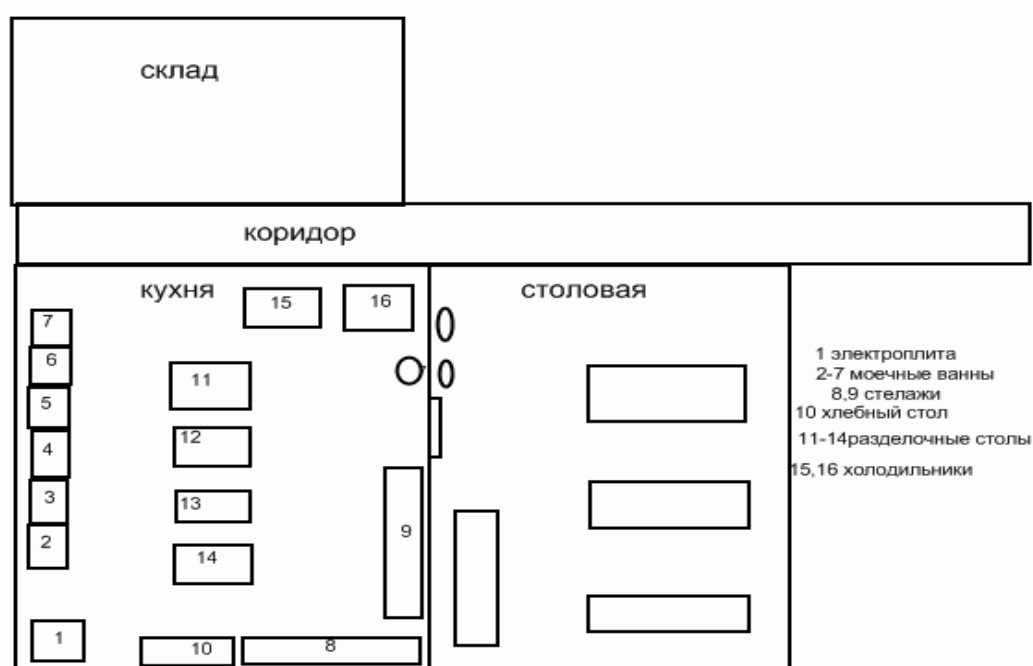 склад
коридор
кухня
столовая
15
16
7
6
5
4
3
2
1
11
12
13
14
9
10
8
1 электроплита
2-7 моечные ванны
8,9 стелажи
10 хлебный стол
11-14разделочные столы
15,16 холодильники